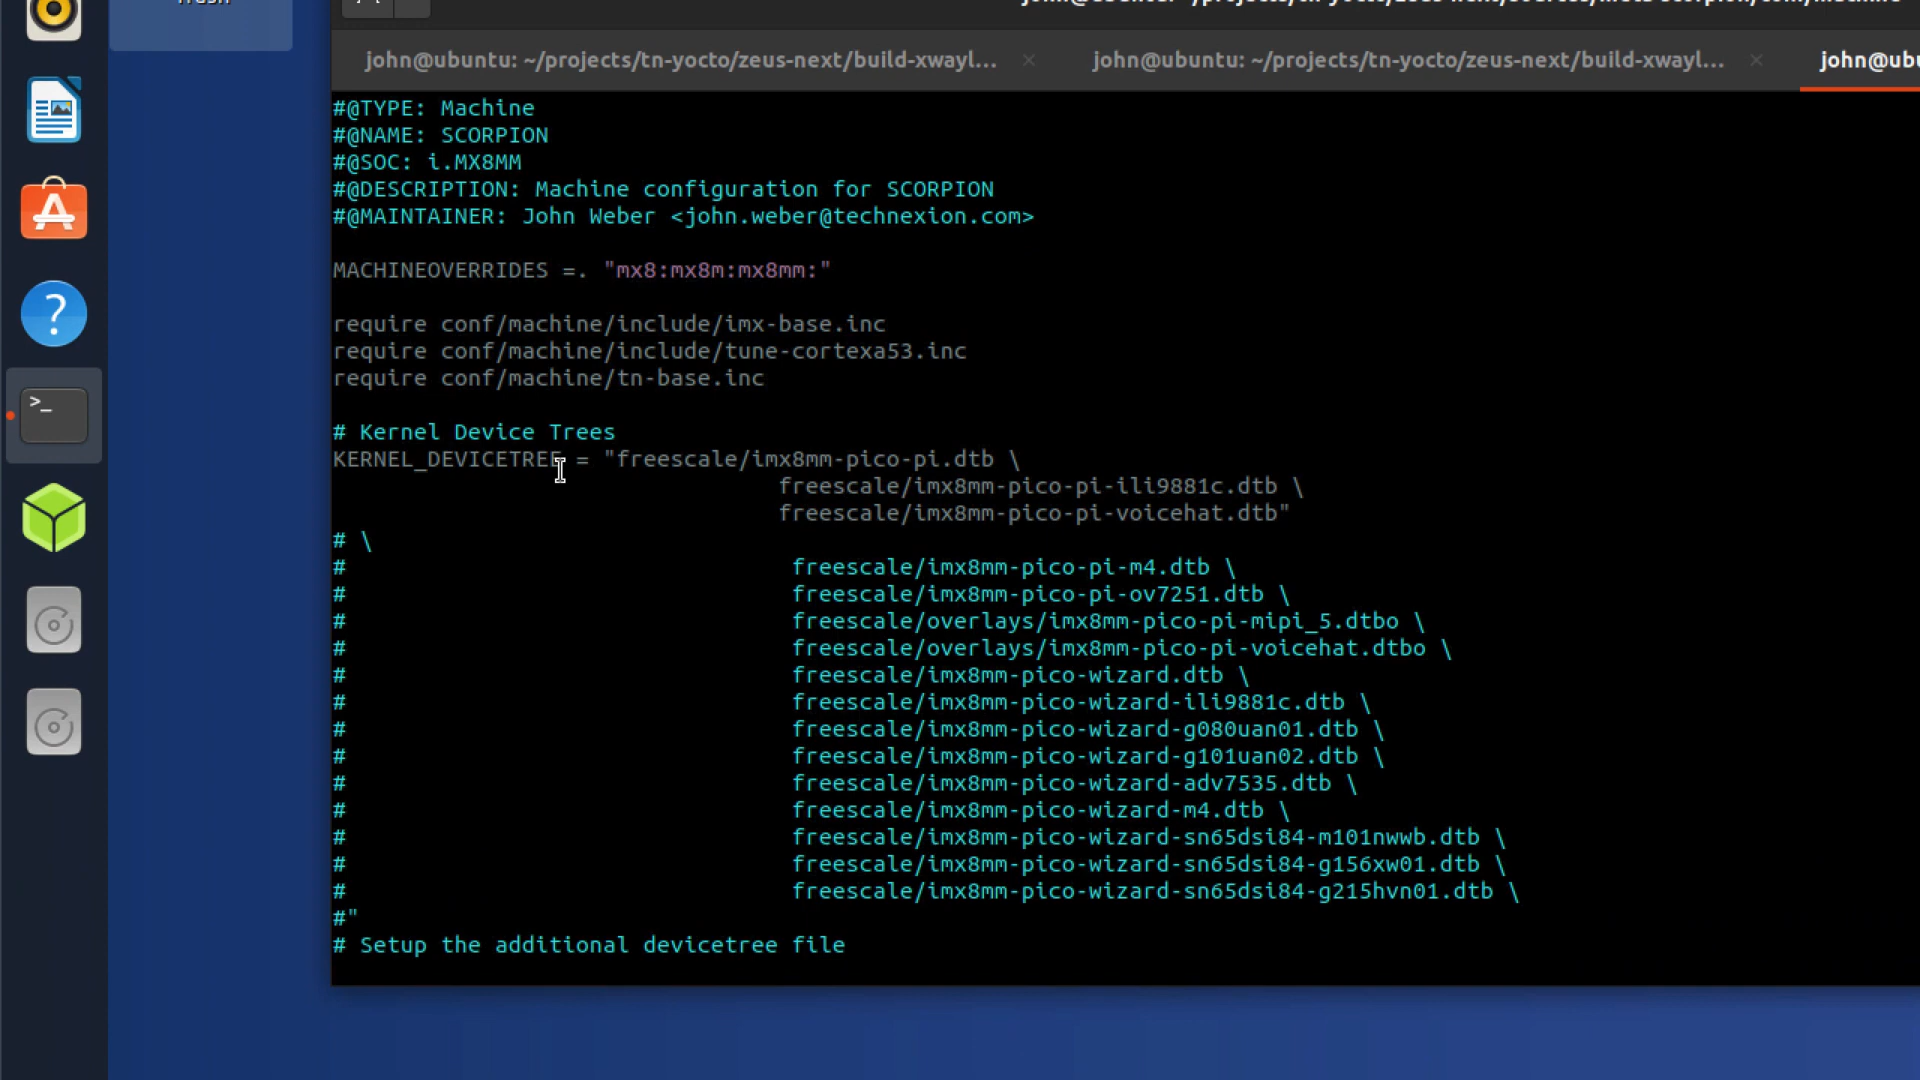 john@ubuntu: ~/projects/tn-yocto/zeus-next/build-xwayl... × john@ubuntu: ~/projects/tn-yocto/zeus-next/build-xwayl... × john@ubu
#@TYPE: Machine
#@NAME: SCORPION
#@SOC: i.MX8MM
#@DESCRIPTION: Machine configuration for SCORPION
#@MAINTAINER: John Weber <john.weber@technexion.com>
MACHINEOVERRIDES =. "mx8:mx8m:mx8mm:"
require conf/machine/include/imx-base.inc
require conf/machine/include/tune-cortexa53.inc
require conf/machine/tn-base.inc
# Kernel Device Trees
KERNEL_DEVICETREE = "freescale/imx8mm-pico-pi.dtb \
freescale/imx8mm-pico-pi-ili9881c.dtb \
freescale/imx8mm-pico-pi-voicehat.dtb"
# \
# freescale/imx8mm-pico-pi-m4.dtb \
# freescale/imx8mm-pico-pi-ov7251.dtb \
# freescale/overlays/imx8mm-pico-pi-mipi_5.dtbo \
# freescale/overlays/imx8mm-pico-pi-voicehat.dtbo \
# freescale/imx8mm-pico-wizard.dtb \
# freescale/imx8mm-pico-wizard-ili9881c.dtb \
# freescale/imx8mm-pico-wizard-g080uan01.dtb \
# freescale/imx8mm-pico-wizard-g101uan02.dtb \
# freescale/imx8mm-pico-wizard-adv7535.dtb \
# freescale/imx8mm-pico-wizard-m4.dtb \
# freescale/imx8mm-pico-wizard-sn65dsi84-m101nwwb.dtb \
# freescale/imx8mm-pico-wizard-sn65dsi84-g156xw01.dtb \
# freescale/imx8mm-pico-wizard-sn65dsi84-g215hvn01.dtb \
#"
# Setup the additional devicetree file